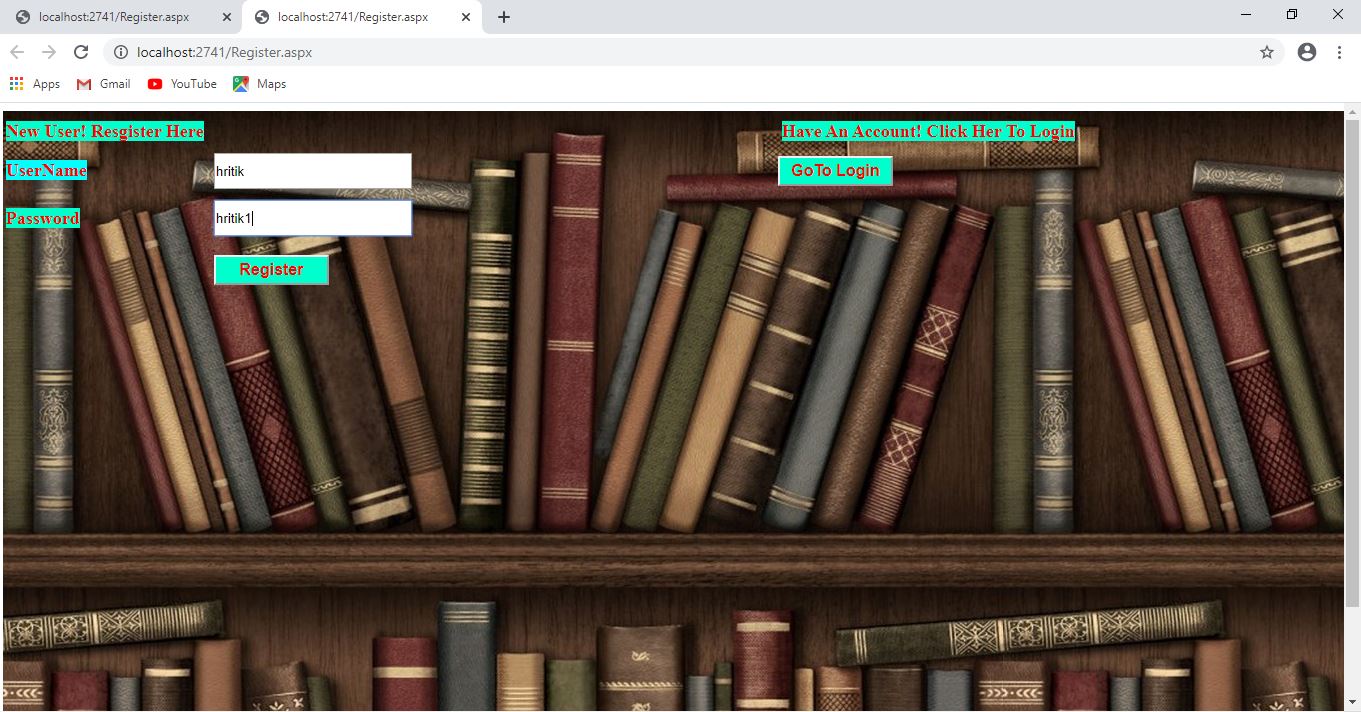 localhost:2741/Register.aspx
localhost:2741/Register.aspx
localhost:2741/Register.aspx
Apps Gmail YouTube Maps
New User! Resgister Here
Have An Account! Click Her To Login
UserName hritik
GoTo Login
Password hritik1
Register